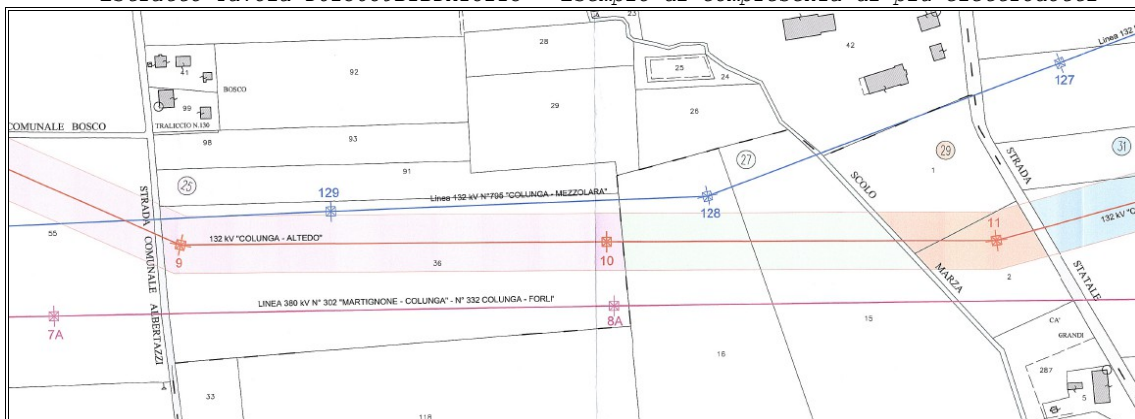 28
23
42
Linea 132
127
41
92
25
24
BOSCO
29
26
99
TRALICCIO N.130
COMUNALE BOSCO
98
93
27
29
STRADA
31
1
91
25
SCOLO
129
Linea 132 kV N°795 "COLUNGA - MEZZOLARA"
128
STRADA COMUNALE ALBERTAZZI
55
132 kV "COLUNGA - ALTEDO"
11
132 kV "C
9
36
10
MARZA
2
STATALE
LINEA 380 kV N° 302 "MARTIGNONE - COLUNGA" - N° 332 COLUNGA - FORLI'
7A
8A
15
CA'
GRANDI
16
287
5
33
118